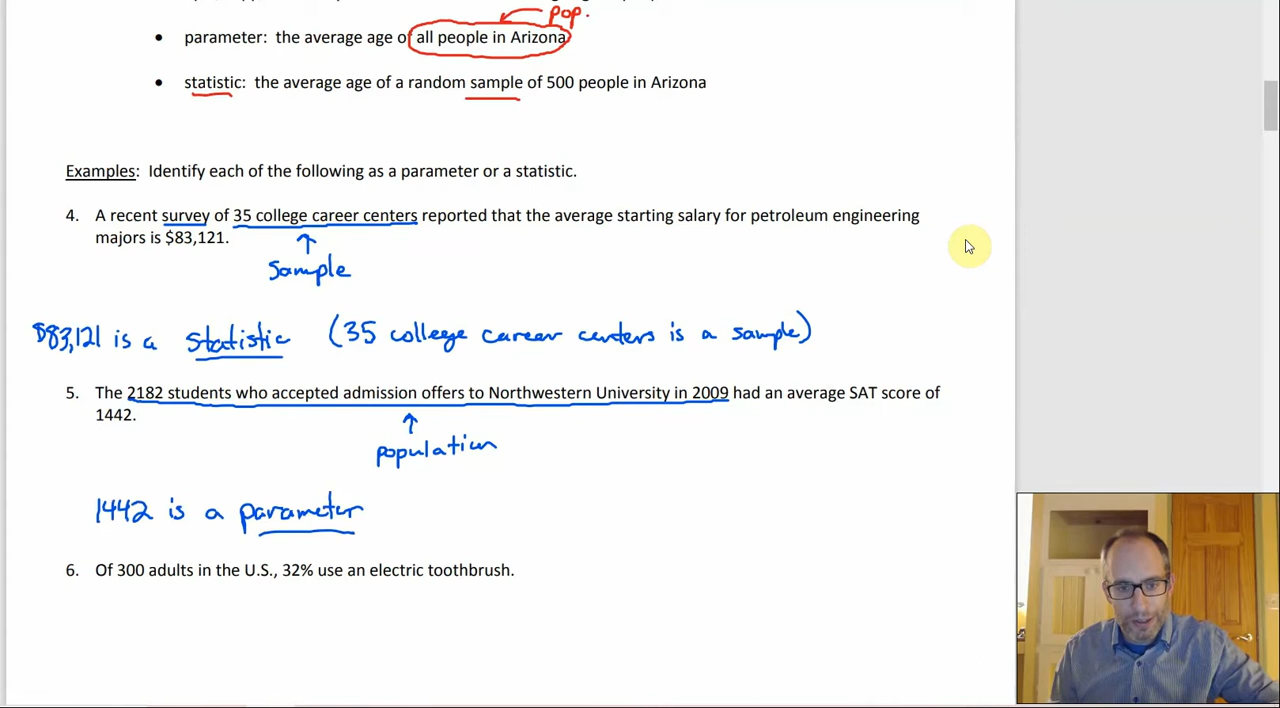 pop.
• parameter: the average age of all people in Arizona
• statistic: the average age of a random sample of 500 people in Arizona
Examples: Identify each of the following as a parameter or a statistic.
4. A recent survey of 35 college career centers reported that the average starting salary for petroleum engineering
majors is $83,121.
↑
sample
$83,121 is a statistic (35 college career centers is a sample)
5. The 2182 students who accepted admission offers to Northwestern University in 2009 had an average SAT score of
1442.
↑
population
1442 is a parameter
6. Of 300 adults in the U.S., 32% use an electric toothbrush.